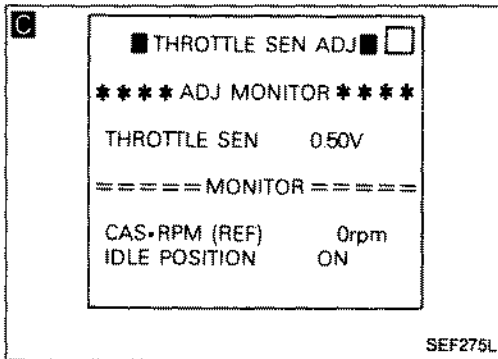 C
■ THROTTLE SEN ADJ ■ □
✱✱✱✱ ADJ MONITOR ✱✱✱✱
THROTTLE SEN 0.50V
===== MONITOR =====
CAS•RPM (REF) 0rpm
IDLE POSITION ON
SEF275L